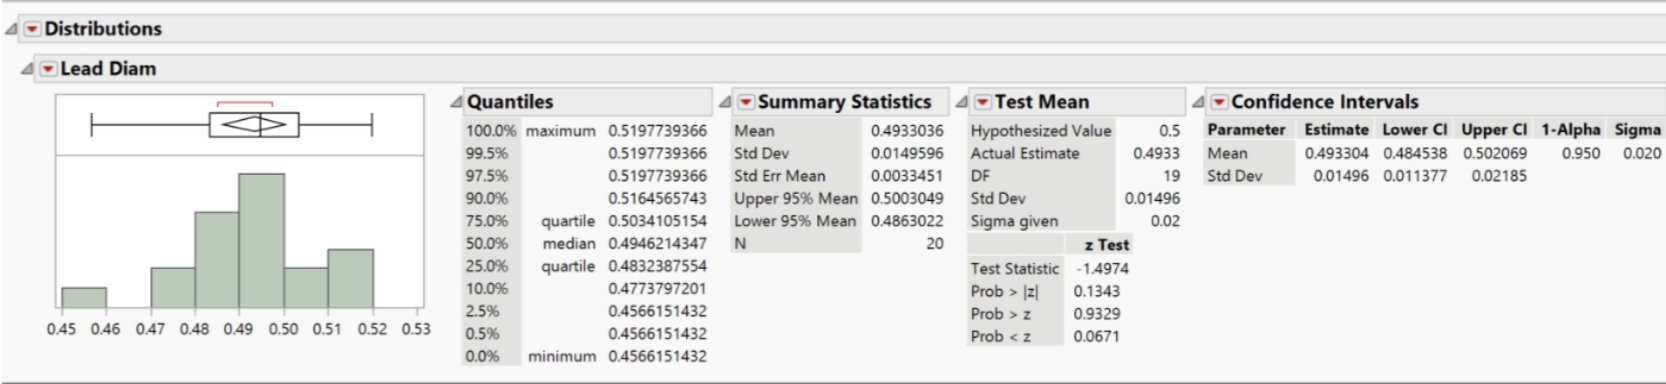 Distributions
Lead Diam
0.45 0.46 0.47 0.48 0.49 0.50 0.51 0.52 0.53
Quantiles
100.0% maximum 0.5197739366
99.5% 0.5197739366
97.5% 0.5197739366
90.0% 0.5164565743
75.0% quartile 0.5034105154
50.0% median 0.4946214347
25.0% quartile 0.4832387554
10.0% 0.4773797201
2.5% 0.4566151432
0.5% 0.4566151432
0.0% minimum 0.4566151432
Summary Statistics
Mean 0.4933036
Std Dev 0.0149596
Std Err Mean 0.0033451
Upper 95% Mean 0.5003049
Lower 95% Mean 0.4863022
N 20
Test Mean
Hypothesized Value 0.5
Actual Estimate 0.4933
DF 19
Std Dev 0.01496
Sigma given 0.02
z Test
Test Statistic -1.4974
Prob > |z| 0.1343
Prob > z 0.9329
Prob < z 0.0671
Confidence Intervals
Parameter Estimate Lower CI Upper CI 1-Alpha Sigma
Mean 0.493304 0.484538 0.502069 0.950 0.020
Std Dev 0.01496 0.011377 0.02185